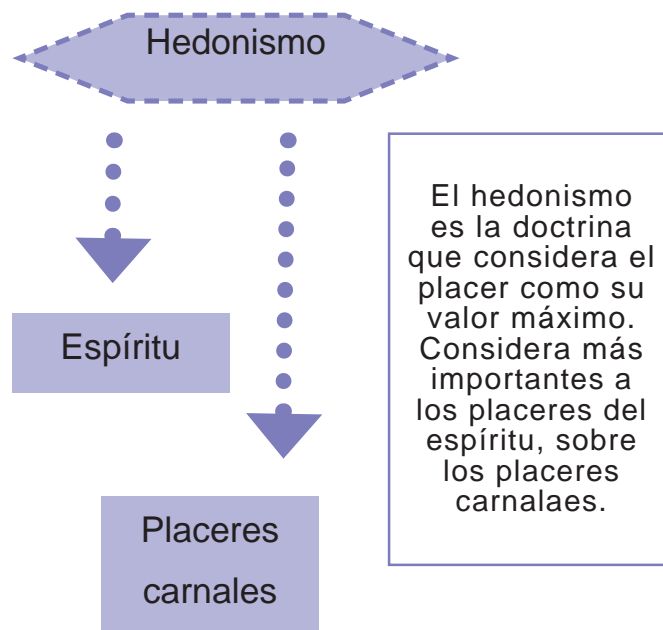 Hedonismo
Espíritu
Placeres
carnales
El hedonismo
es la doctrina
que considera el
placer como su
valor máximo.
Considera más
importantes a
los placeres del
espíritu, sobre
los placeres
carnalaes.